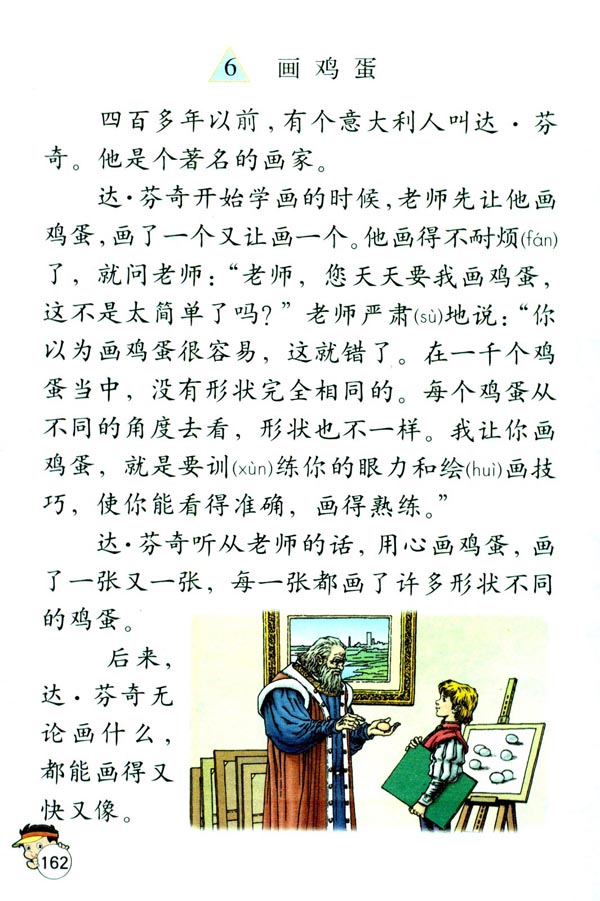 6 画鸡蛋
四百多年以前,有个意大利人叫达·芬
奇。他是个著名的画家。
达·芬奇开始学画的时候,老师先让他画
鸡蛋,画了一个又让画一个。他画得不耐烦(fán)
了，就问老师:“老师，您天天要我画鸡蛋,
这不是太简单了吗?”老师严肃(sù)地说:“你
以为画鸡蛋很容易，这就错了。在一千个鸡
蛋当中，没有形状完全相同的。每个鸡蛋从
不同的角度去看，形状也不一样。我让你画
鸡蛋，就是要训(xùn)练你的眼力和绘(huì)画技
巧，使你能看得准确，画得熟练。”
达·芬奇听从老师的话，用心画鸡蛋，画
了一张又一张，每一张都画了许多形状不同
的鸡蛋。
后来，
达·芬奇无
论画什么，
都能画得又
快又像。
162